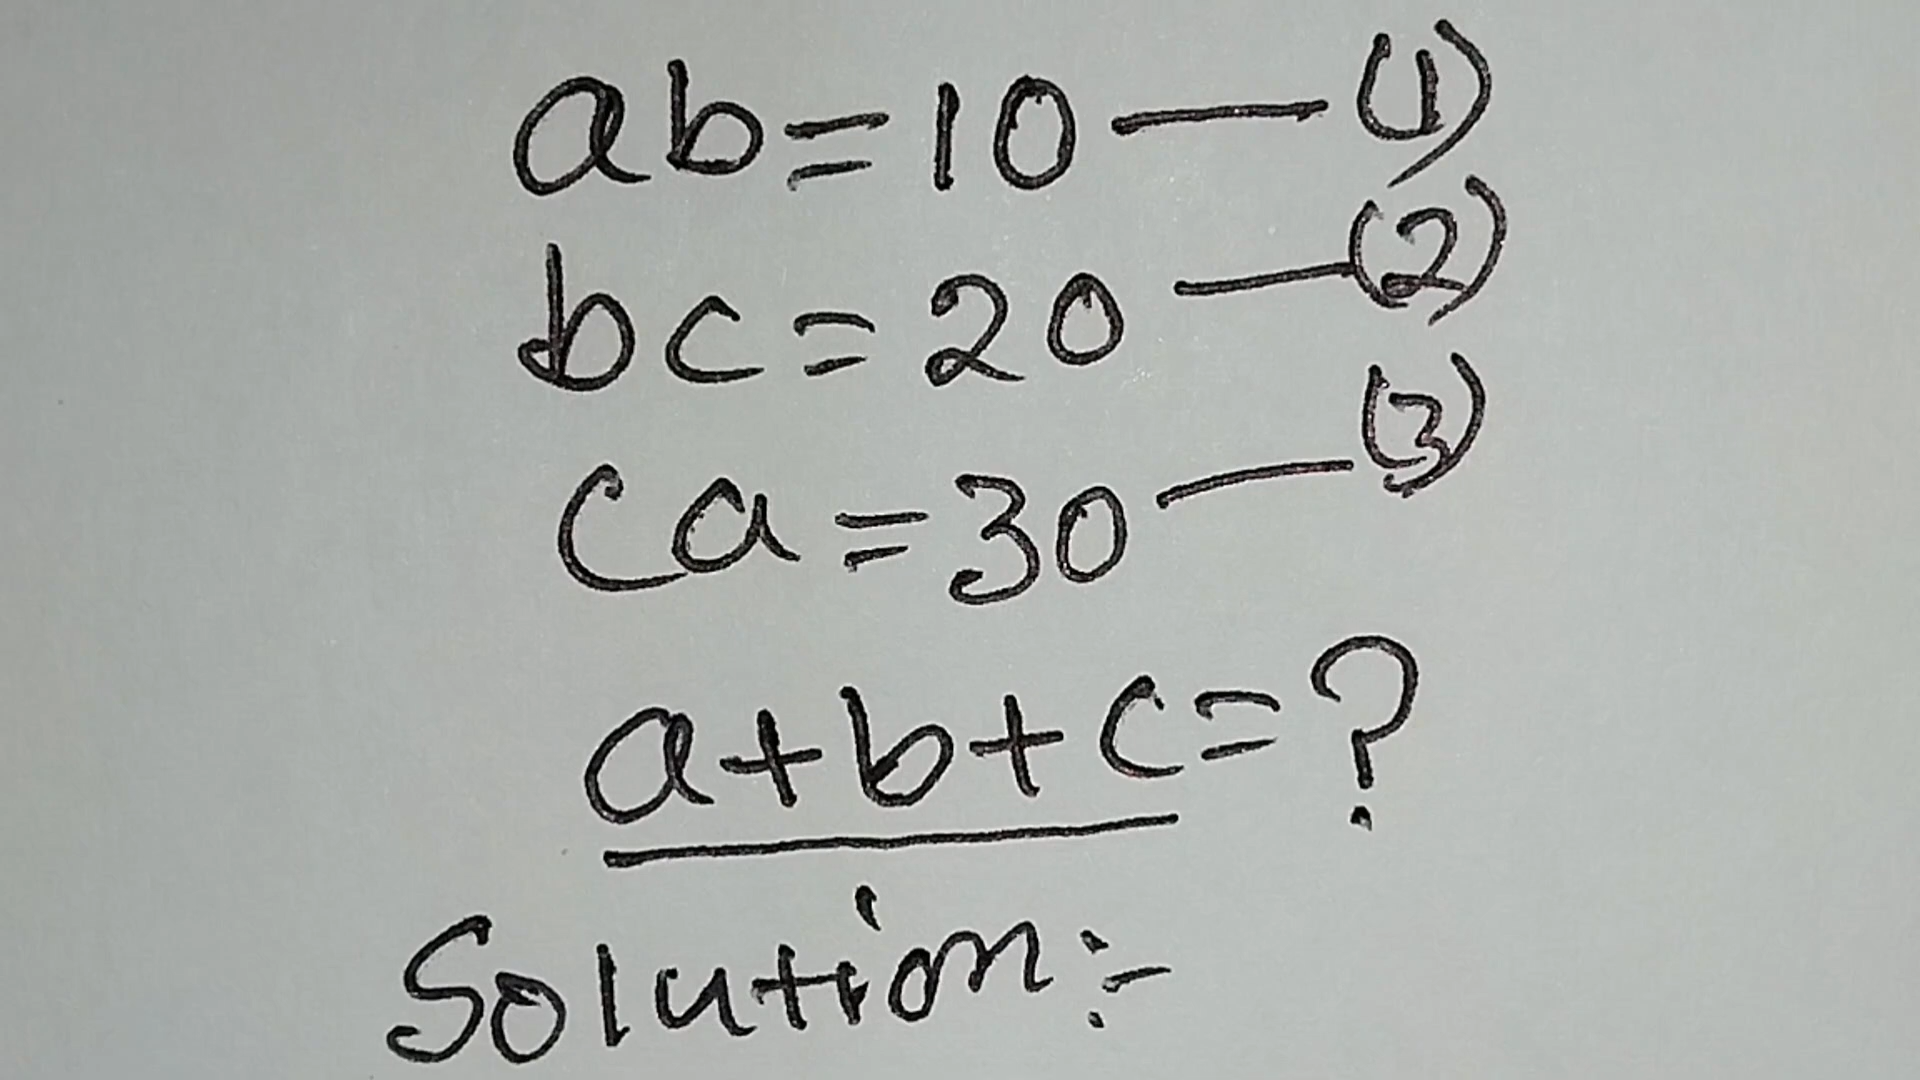 ab=10—(1)
bc=20—(2)
ca=30—(3)
a+b+c=?
Solution:-